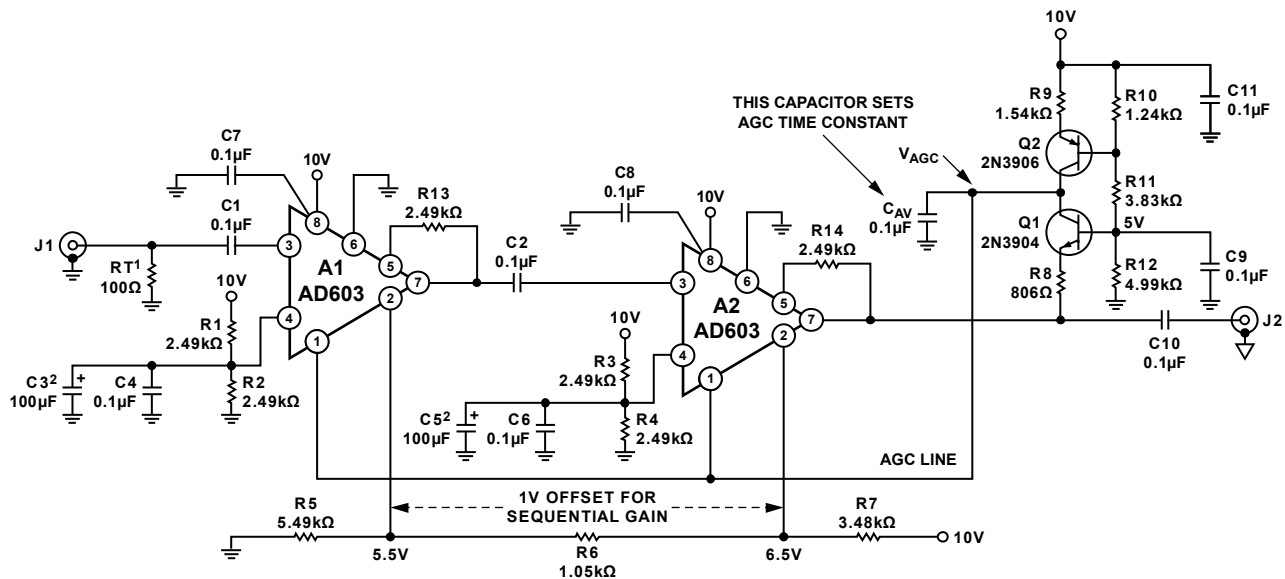 10V
THIS CAPACITOR SETS
AGC TIME CONSTANT
R9
1.54kΩ
R10
1.24kΩ
C11
0.1µF
Q2
2N3906
V_AGC
C7
0.1µF
10V
R13
2.49kΩ
C8
0.1µF
10V
R14
2.49kΩ
C_AV
0.1µF
R11
3.83kΩ
Q1
2N3904
5V
R8
806Ω
R12
4.99kΩ
C9
0.1µF
J1
RT¹
100Ω
C1
0.1µF
8
6
3
5
A1
AD603
7
2
4
1
C2
0.1µF
8
6
3
5
A2
AD603
7
2
4
1
C10
0.1µF
J2
10V
R1
2.49kΩ
C3²
+
100µF
C4
0.1µF
R2
2.49kΩ
10V
R3
2.49kΩ
C5²
+
100µF
C6
0.1µF
R4
2.49kΩ
AGC LINE
1V OFFSET FOR
SEQUENTIAL GAIN
R5
5.49kΩ
5.5V
R6
1.05kΩ
6.5V
R7
3.48kΩ
10V